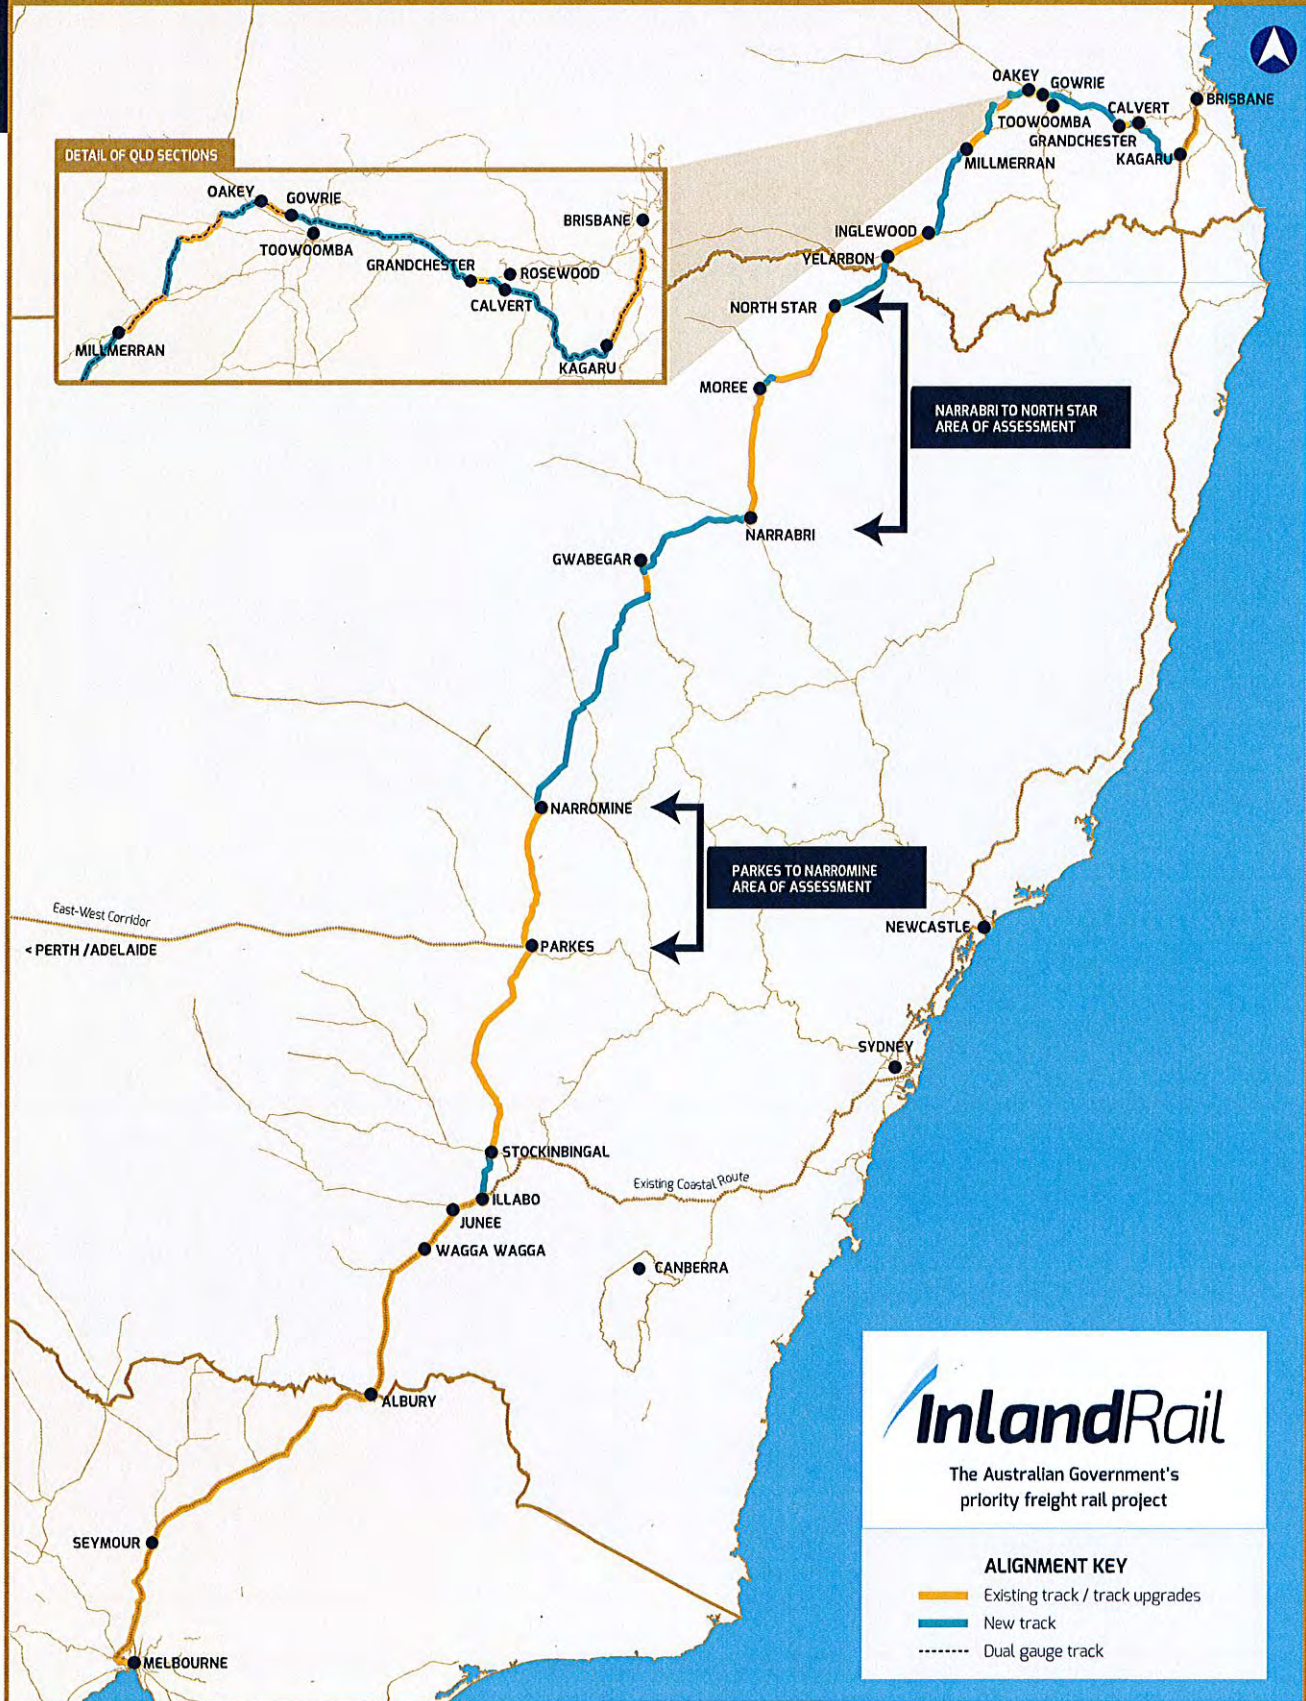 OAKEY
GOWRIE
TOOWOOMBA
CALVERT
GRANDCHESTER
BRISBANE
KAGARU
MILLMERRAN
DETAIL OF QLD SECTIONS
OAKEY
GOWRIE
BRISBANE
TOOWOOMBA
GRANDCHESTER
ROSEWOOD
CALVERT
MILLMERRAN
KAGARU
INGLEWOOD
YELARBON
NORTH STAR
MOREE
NARRABRI TO NORTH STAR
AREA OF ASSESSMENT
NARRABRI
GWABEGAR
NARROMINE
PARKES TO NARROMINE
AREA OF ASSESSMENT
East-West Corridor
< PERTH /ADELAIDE
PARKES
NEWCASTLE
SYDNEY
STOCKINBINGAL
Existing Coastal Route
ILLABO
JUNEE
WAGGA WAGGA
CANBERRA
ALBURY
SEYMOUR
MELBOURNE
InlandRail
The Australian Government's
priority freight rail project
ALIGNMENT KEY
Existing track / track upgrades
New track
Dual gauge track